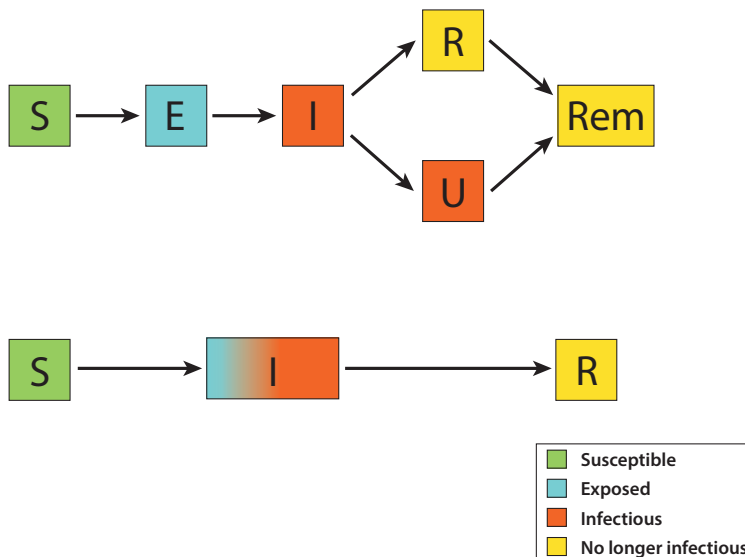 R
S
E
I
Rem
U
S
I
R
Susceptible
Exposed
Infectious
No longer infectious